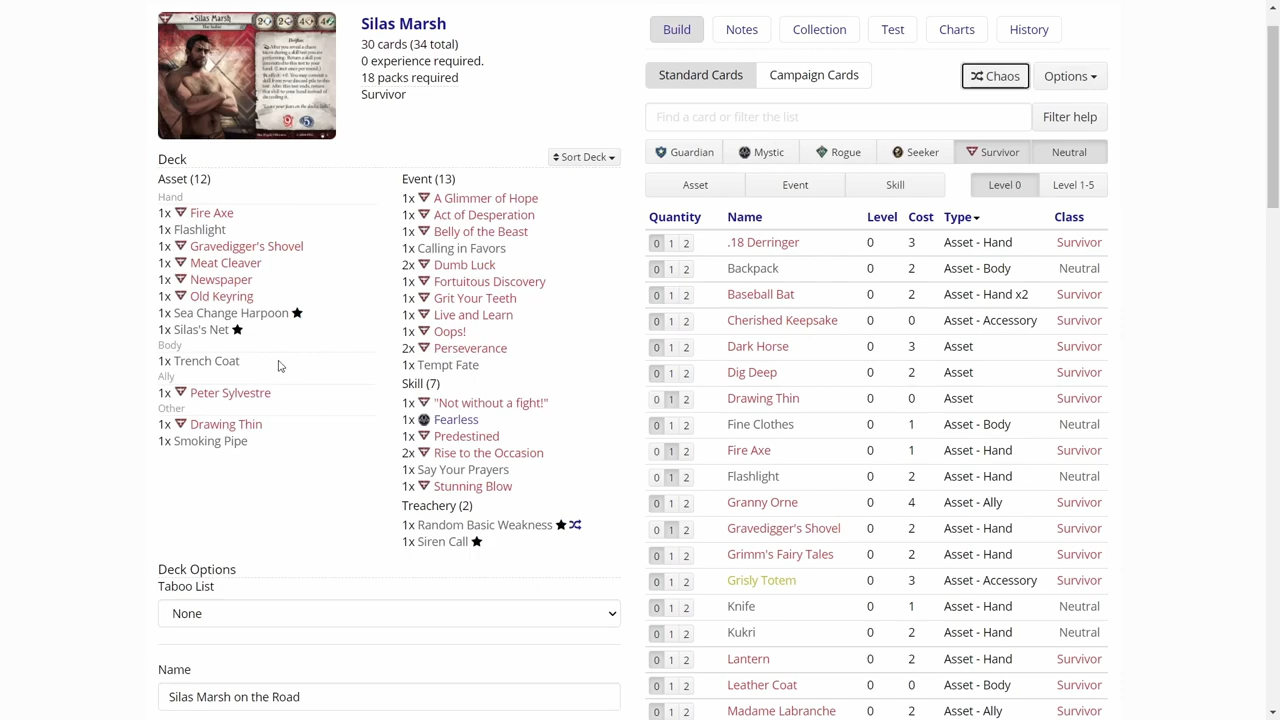 Silas Marsh
30 cards (34 total)
0 experience required.
18 packs required
Survivor
Deck
Sort Deck
Asset (12)
Hand
1x Fire Axe
1x Flashlight
1x Gravedigger's Shovel
1x Meat Cleaver
1x Newspaper
1x Old Keyring
1x Sea Change Harpoon
1x Silas's Net
Body
1x Trench Coat
Ally
1x Peter Sylvestre
Other
1x Drawing Thin
1x Smoking Pipe
Event (13)
1x A Glimmer of Hope
1x Act of Desperation
1x Belly of the Beast
1x Calling in Favors
2x Dumb Luck
1x Fortuitous Discovery
1x Grit Your Teeth
1x Live and Learn
1x Oops!
2x Perseverance
1x Tempt Fate
Skill (7)
1x "Not without a fight!"
1x Fearless
1x Predestined
2x Rise to the Occasion
1x Say Your Prayers
1x Stunning Blow
Treachery (2)
1x Random Basic Weakness
1x Siren Call
Deck Options
Taboo List
None
Name
Silas Marsh on the Road
Build Notes Collection Test Charts History
Standard Cards Campaign Cards Options
Find a card or filter the list Filter help
Guardian Mystic Rogue Seeker Survivor Neutral
Asset Event Skill Level 0 Level 1-5
Quantity Name Level Cost Type Class
0 1 2 .18 Derringer 0 3 Asset - Hand Survivor
0 1 2 Backpack 0 2 Asset - Body Neutral
0 1 2 Baseball Bat 0 2 Asset - Hand x2 Survivor
0 1 2 Cherished Keepsake 0 0 Asset - Accessory Survivor
0 1 2 Dark Horse 0 3 Asset Survivor
0 1 2 Dig Deep 0 2 Asset Survivor
0 1 2 Drawing Thin 0 0 Asset Survivor
0 1 2 Fine Clothes 0 1 Asset - Body Neutral
0 1 2 Fire Axe 0 1 Asset - Hand Survivor
0 1 2 Flashlight 0 2 Asset - Hand Neutral
0 1 2 Granny Orne 0 4 Asset - Ally Survivor
0 1 2 Gravedigger's Shovel 0 2 Asset - Hand Survivor
0 1 2 Grimm's Fairy Tales 0 2 Asset - Hand Survivor
0 1 2 Grisly Totem 0 3 Asset - Accessory Survivor
0 1 2 Knife 0 1 Asset - Hand Neutral
0 1 2 Kukri 0 2 Asset - Hand Neutral
0 1 2 Lantern 0 2 Asset - Hand Survivor
0 1 2 Leather Coat 0 0 Asset - Body Survivor
0 1 2 Madame Labranche 0 2 Asset - Ally Survivor